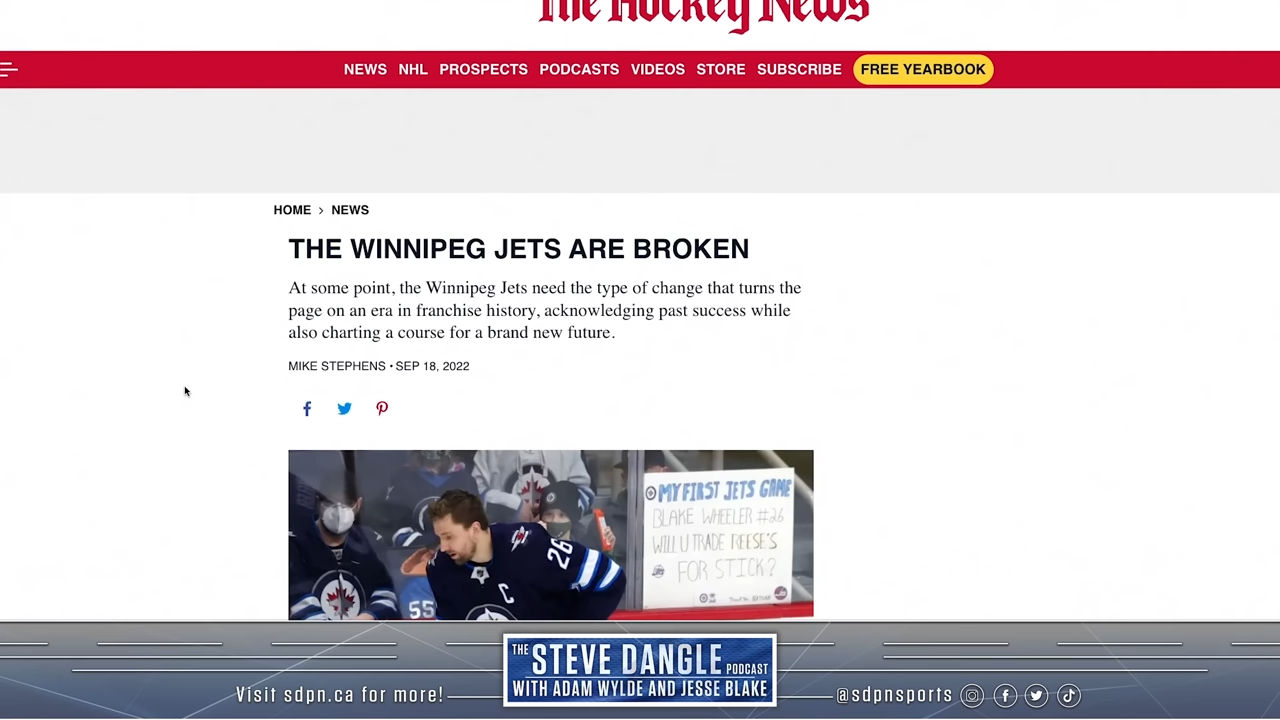 The Hockey News
NEWS NHL PROSPECTS PODCASTS VIDEOS STORE SUBSCRIBE FREE YEARBOOK
HOME > NEWS
THE WINNIPEG JETS ARE BROKEN
At some point, the Winnipeg Jets need the type of change that turns the
page on an era in franchise history, acknowledging past success while
also charting a course for a brand new future.
MIKE STEPHENS • SEP 18, 2022
MY FIRST JETS GAME
BLAKE WHEELER #26
WILL U TRADE REESE'S
FOR STICK?
26
C
55
THE STEVE DANGLE PODCAST
WITH ADAM WYLDE AND JESSE BLAKE
Visit sdpn.ca for more!
@sdpnsports